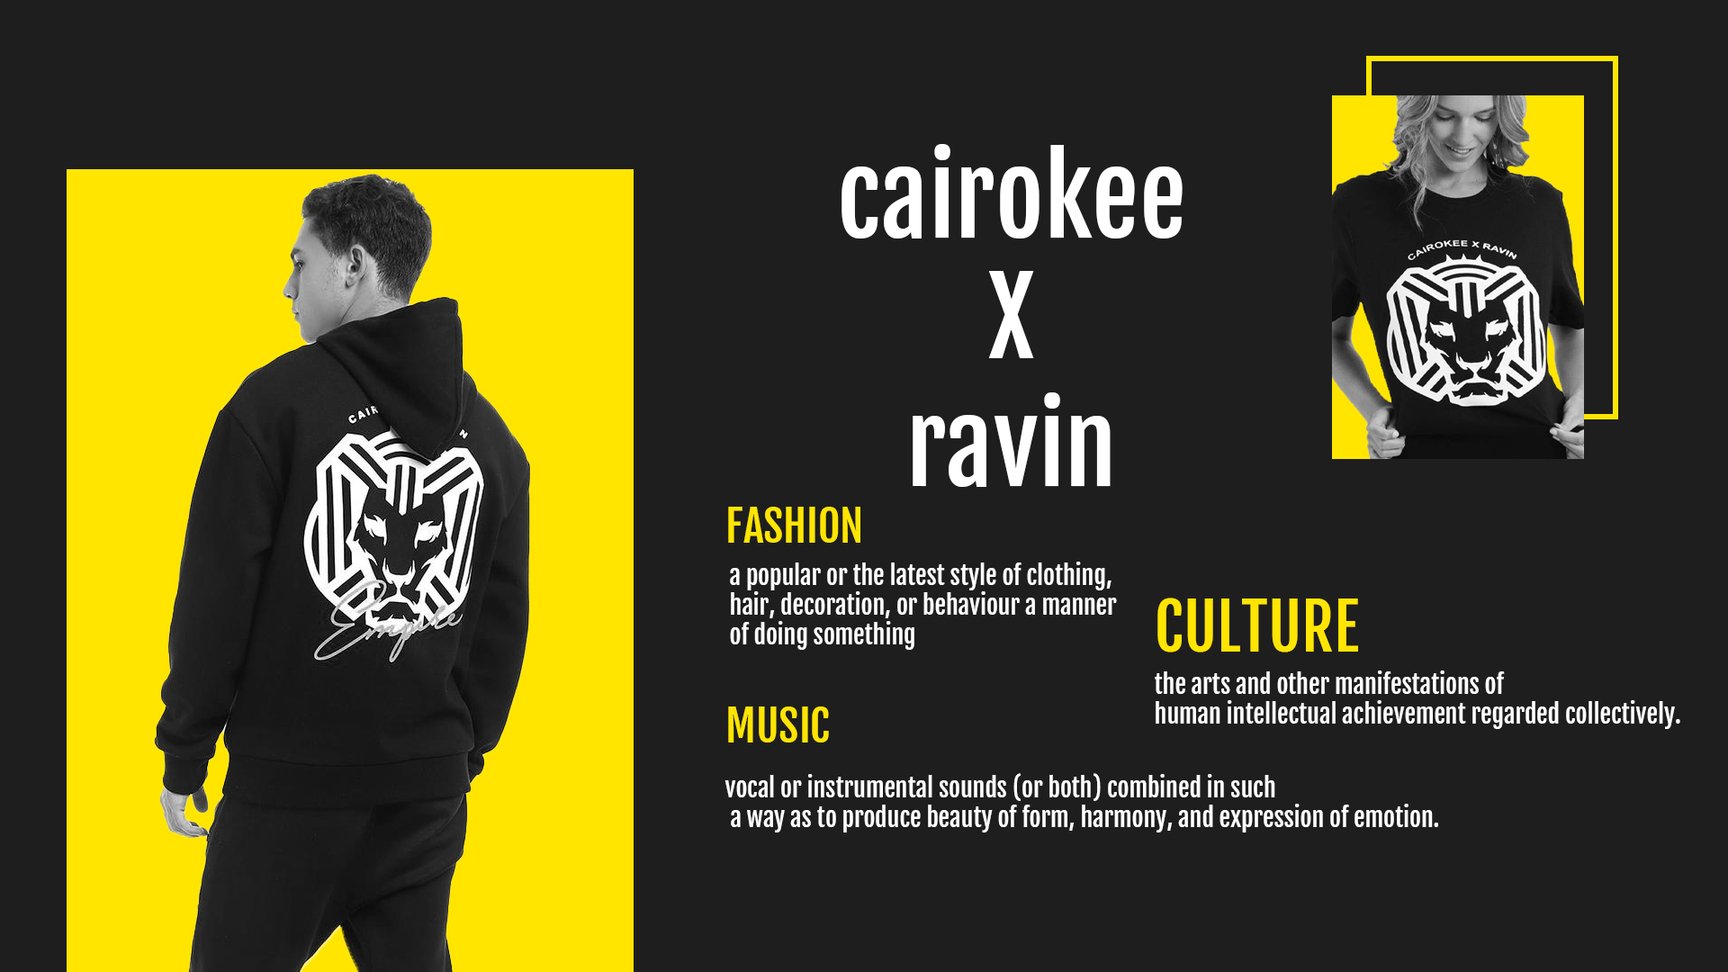 cairokee
X
ravin
CAIROKEE X RAVIN
CAIR
N
Empire
FASHION
a popular or the latest style of clothing,
hair, decoration, or behaviour a manner
of doing something
CULTURE
the arts and other manifestations of
human intellectual achievement regarded collectively.
MUSIC
vocal or instrumental sounds (or both) combined in such
a way as to produce beauty of form, harmony, and expression of emotion.